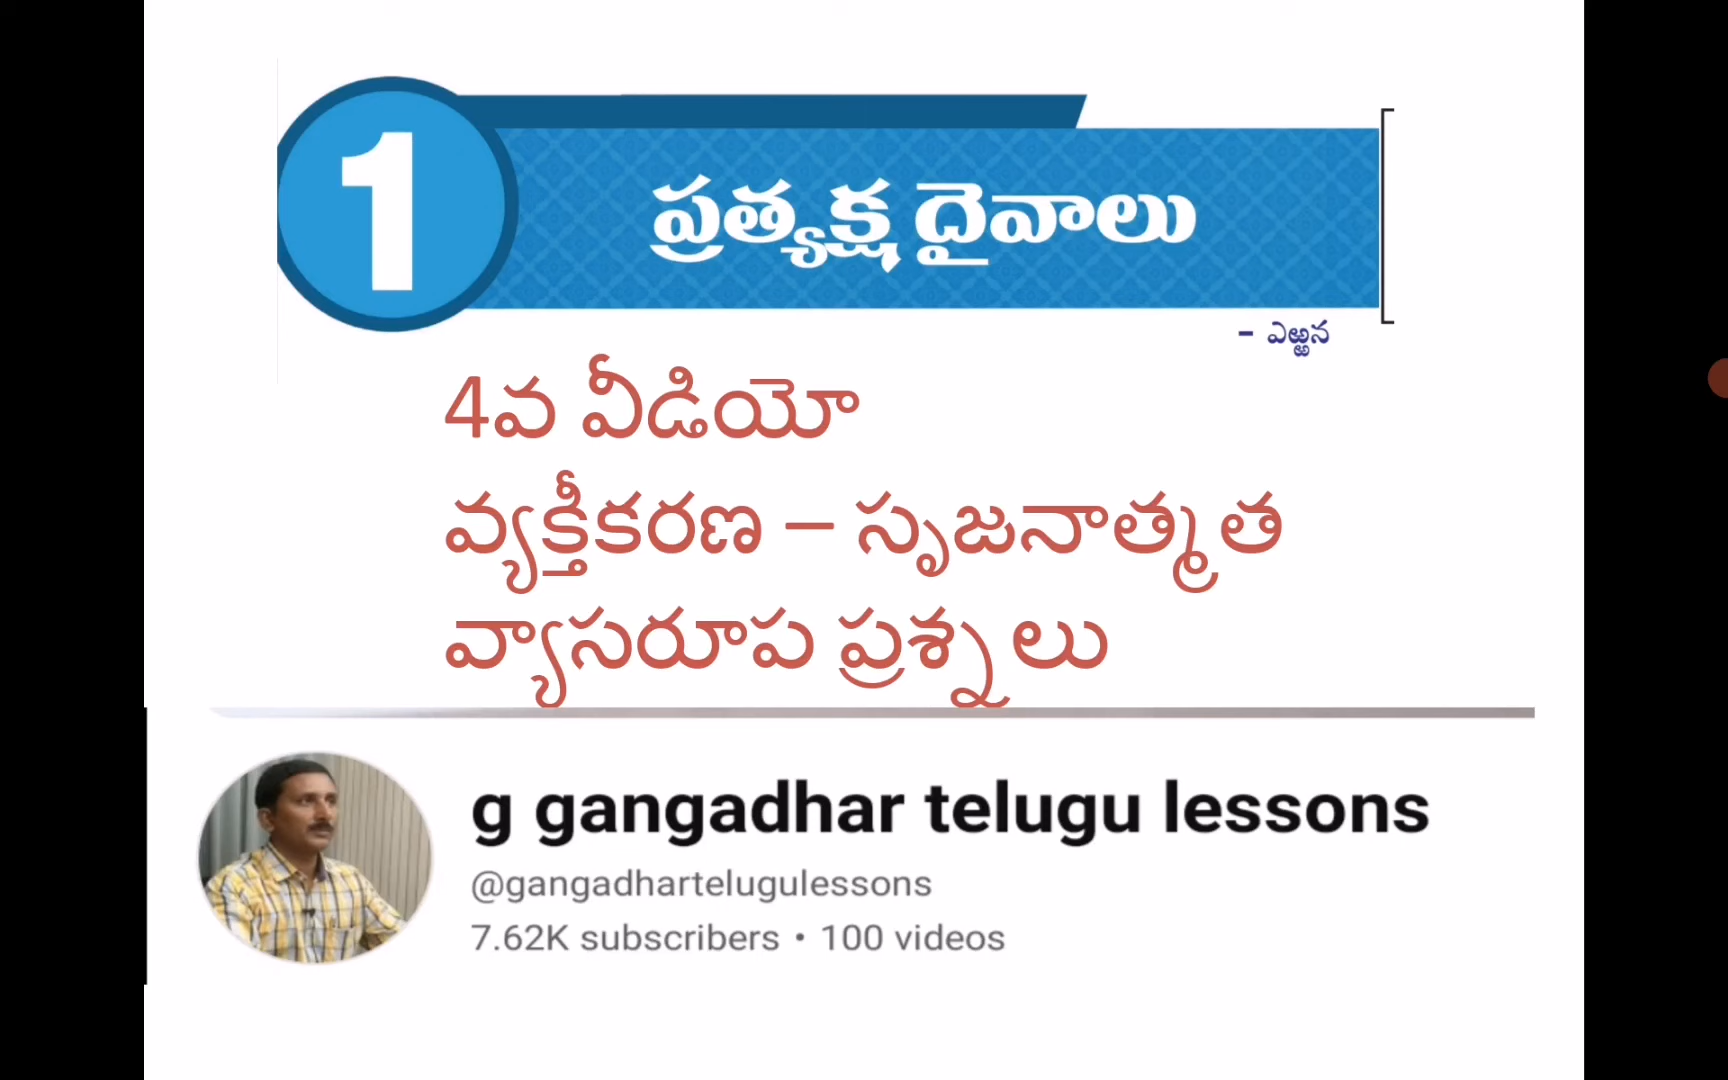 1
ప్రత్యక్ష దైవాలు
- ఎఱ్ఱన
4వ వీడియో
వ్యక్తీకరణ – సృజనాత్మత
వ్యాసరూప ప్రశ్నలు
g gangadhar telugu lessons
@gangadhartelugulessons
7.62K subscribers • 100 videos